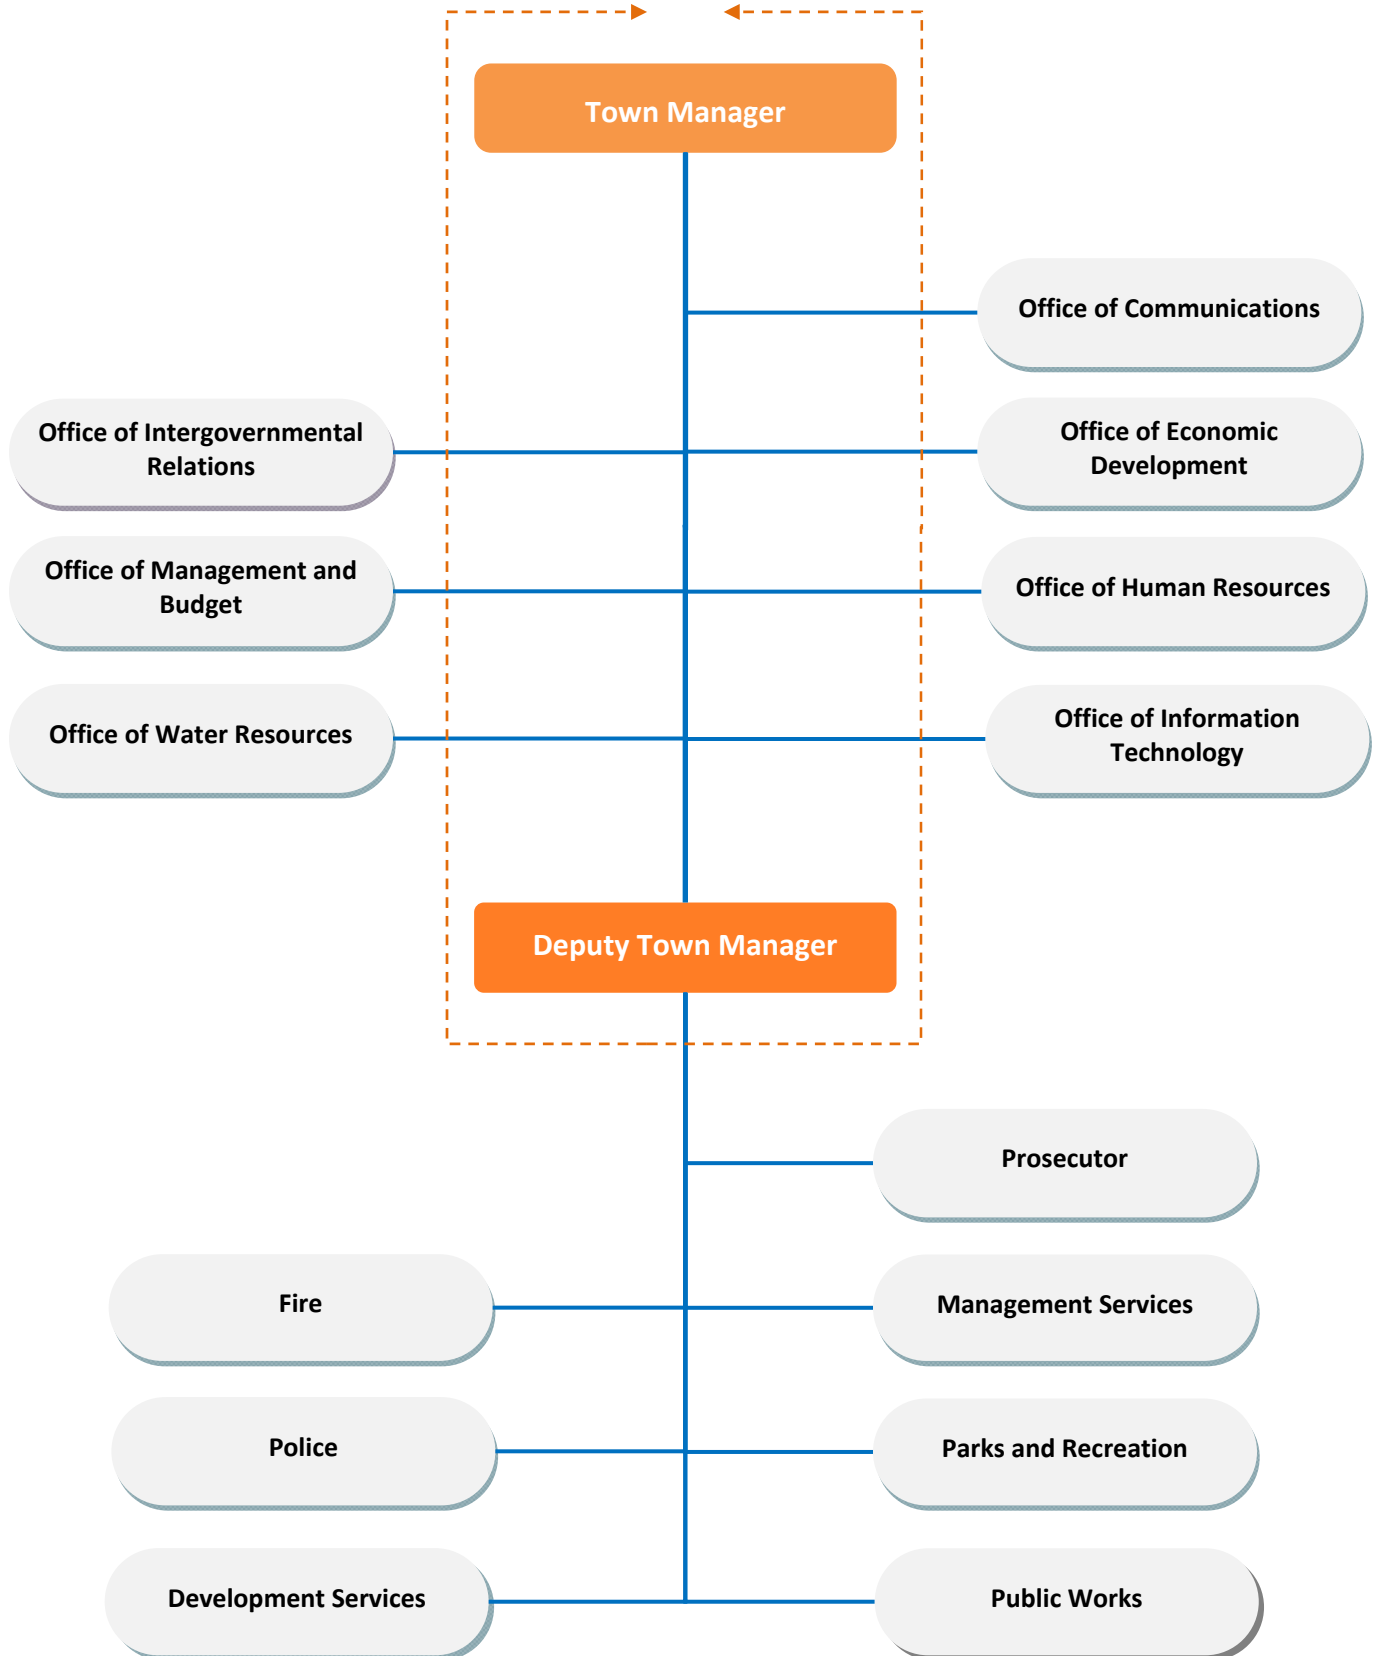 Town Manager
Office of Communications
Office of Intergovernmental
Relations
Office of Economic
Development
Office of Management and
Budget
Office of Human Resources
Office of Water Resources
Office of Information
Technology
Deputy Town Manager
Prosecutor
Fire
Management Services
Police
Parks and Recreation
Development Services
Public Works